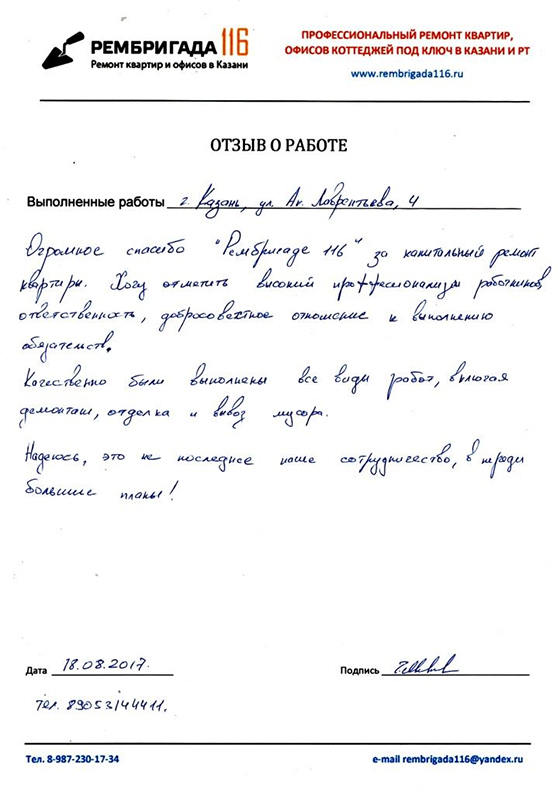 РЕМБРИГАДА 116
Ремонт квартир и офисов в Казани
ПРОФЕССИОНАЛЬНЫЙ РЕМОНТ КВАРТИР,
ОФИСОВ КОТТЕДЖЕЙ ПОД КЛЮЧ В КАЗАНИ И РТ
www.rembrigada116.ru
ОТЗЫВ О РАБОТЕ
Выполненные работы г. Казань, ул. Ак. Лаврентьева, 4
Огромное спасибо "Рембригаде 116" за капитальный ремонт
квартиры. Хочу отметить высокий профессионализм работников,
ответственность, добросовестное отношение к выполнению
обязательств.
Качественно были выполнены все виды работ, включая
демонтаж, отделка и вывоз мусора.
Надеюсь, это не последнее наше сотрудничество, в
большие планы!
Дата 18.08.2017.
Подпись
тел. 89053144411.
Тел. 8-987-230-17-34
e-mail rembrigada116@yandex.ru